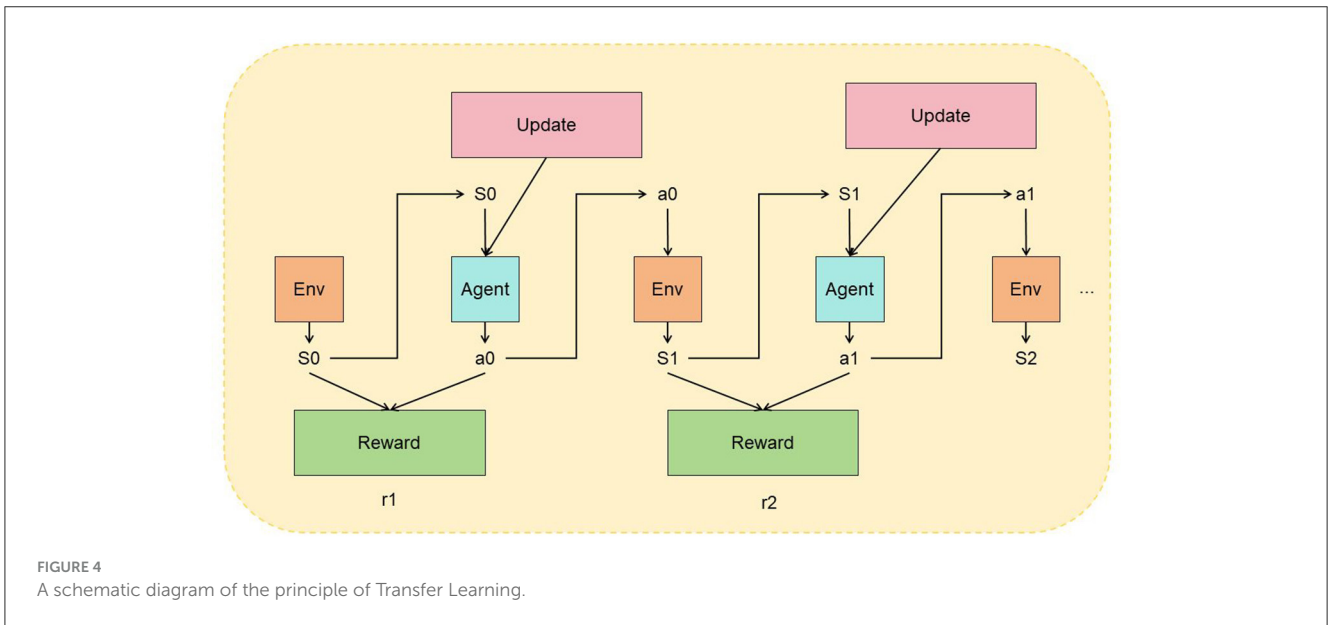 Update
Update
S0
a0
S1
a1
Env
Agent
Env
Agent
Env
...
S0
a0
S1
a1
S2
Reward
Reward
r1
r2
FIGURE 4
A schematic diagram of the principle of Transfer Learning.